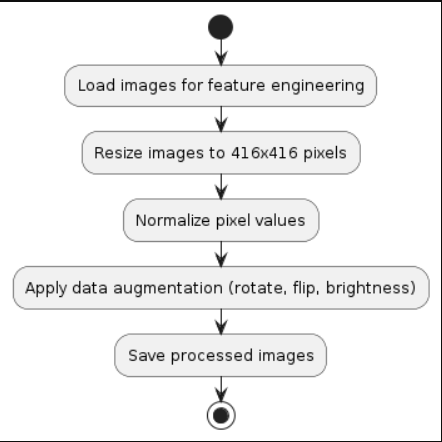 Load images for feature engineering
Resize images to 416x416 pixels
Normalize pixel values
Apply data augmentation (rotate, flip, brightness)
Save processed images